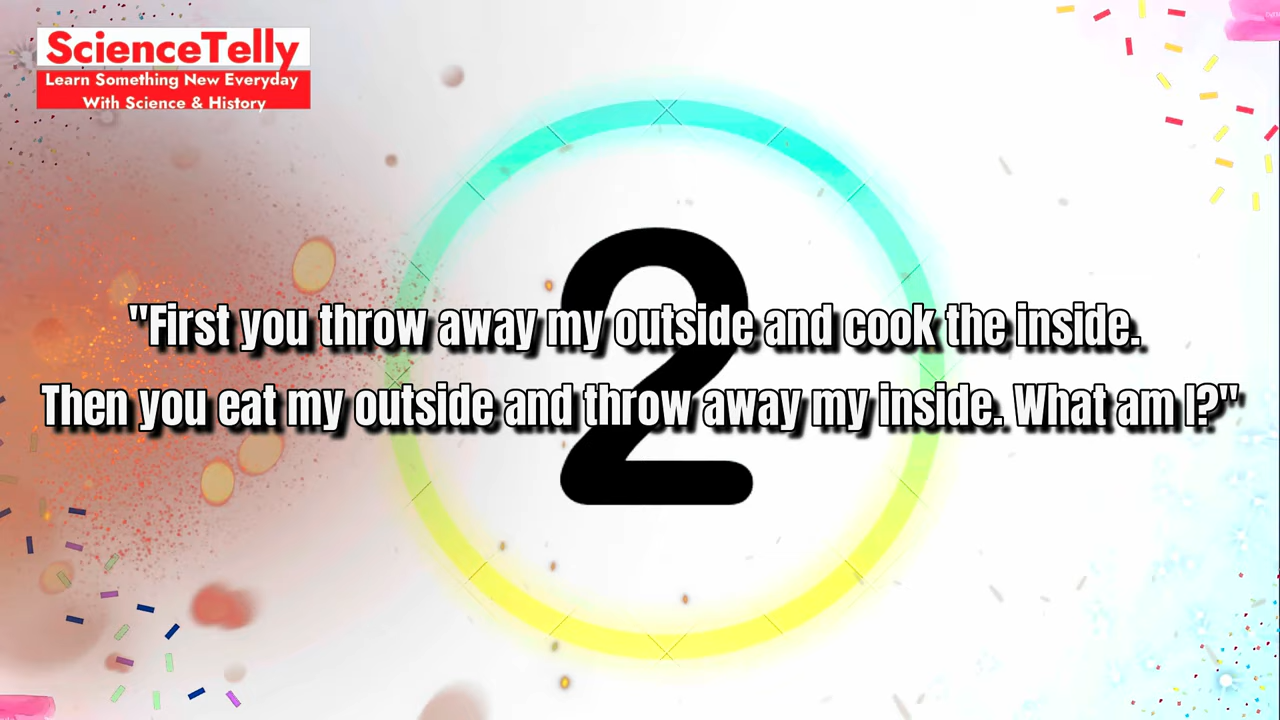 ScienceTelly
Learn Something New Everyday
With Science & History
2
"First you throw away my outside and cook the inside.
Then you eat my outside and throw away my inside. What am I?"